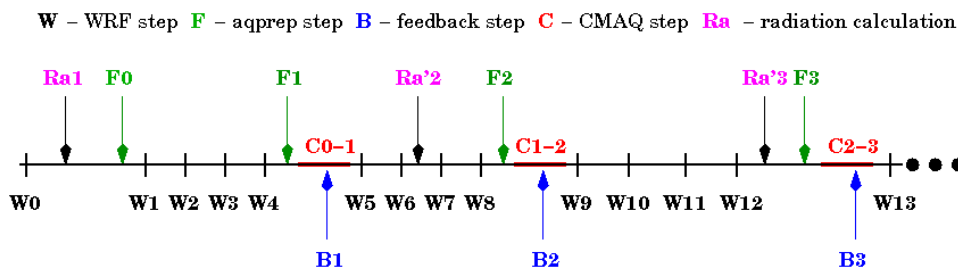 W – WRF step F – aqprep step B – feedback step C – CMAQ step Ra – radiation calculation
Ra1 F0 F1 Ra'2 F2 Ra'3 F3
C0–1 C1–2 C2–3
W0 W1 W2 W3 W4 W5 W6 W7 W8 W9 W10 W11 W12 W13
B1 B2 B3